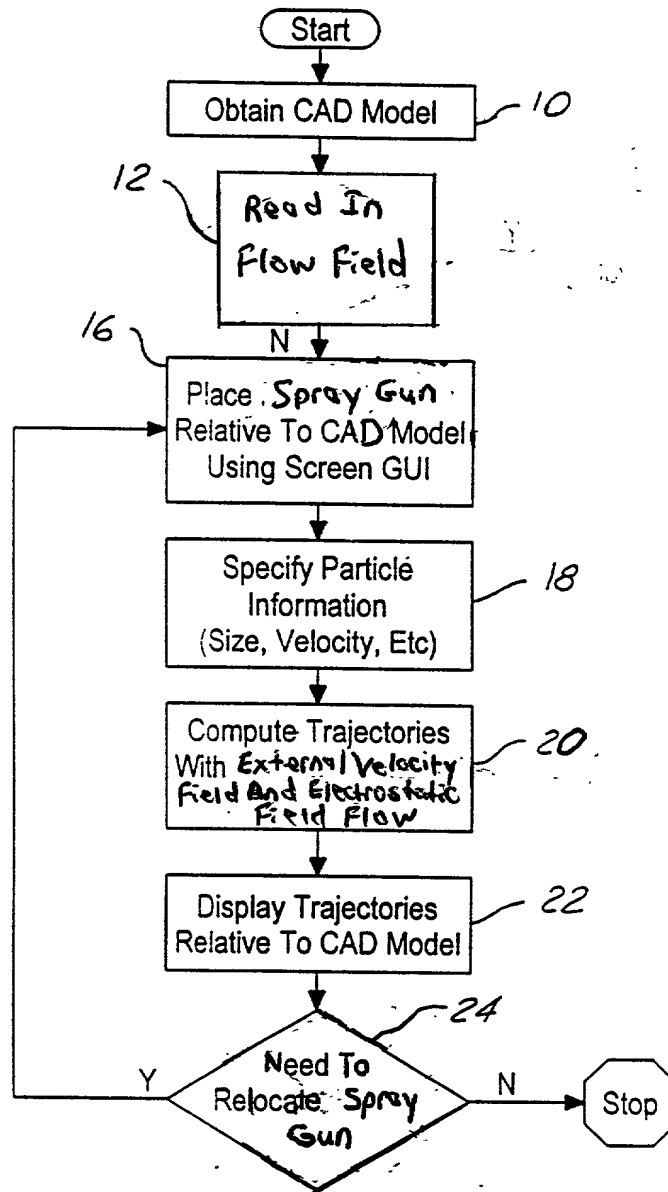 Start
Obtain CAD Model
10
12
Read In
Flow Field
N
16
Place Spray Gun
Relative To CAD Model
Using Screen GUI
Specify Particle
Information
(Size, Velocity, Etc)
18
Compute Trajectories
With External Velocity
Field And Electrostatic
Field Flow
20
Display Trajectories
Relative To CAD Model
22
24
Need To
Relocate Spray
Gun
Y
N
Stop